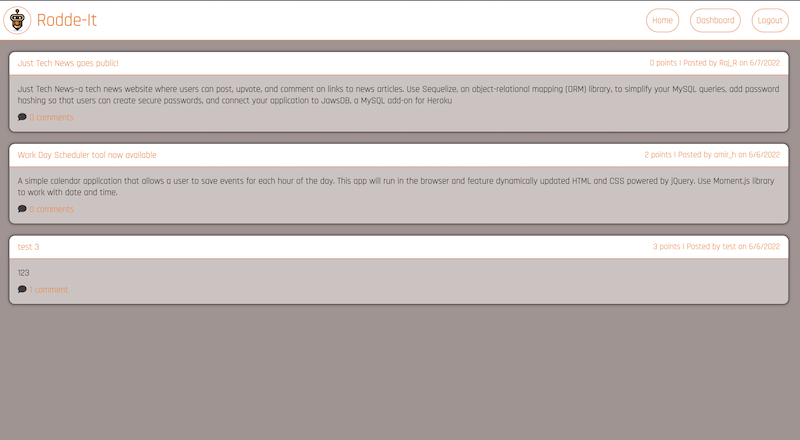 Rodde-It
Home Dashboard Logout
Just Tech News goes public! 0 points | Posted by Raj_R on 6/7/2022
Just Tech News-a tech news website where users can post, upvote, and comment on links to news articles. Use Sequelize, an object-relational mapping (ORM) library, to simplify your MySQL queries, add password
hashing so that users can create secure passwords, and connect your application to JawsDB, a MySQL add-on for Heroku
0 comments
Work Day Scheduler tool now available 2 points | Posted by amir_h on 6/6/2022
A simple calendar application that allows a user to save events for each hour of the day. This app will run in the browser and feature dynamically updated HTML and CSS powered by jQuery. Use Moment.js library
to work with date and time.
0 comments
test 3 3 points | Posted by test on 6/6/2022
123
1 comment